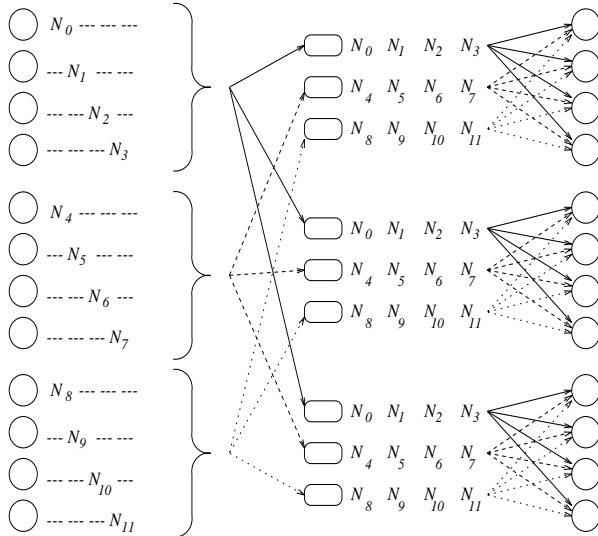 N₀ --- --- ---
--- N₁ --- ---
--- --- N₂ ---
--- --- --- N₃
N₄ --- --- ---
--- N₅ --- ---
--- --- N₆ ---
--- --- --- N₇
N₈ --- --- ---
--- N₉ --- ---
--- --- N₁₀ ---
--- --- --- N₁₁
N₀ N₁ N₂ N₃
N₄ N₅ N₆ N₇
N₈ N₉ N₁₀ N₁₁
N₀ N₁ N₂ N₃
N₄ N₅ N₆ N₇
N₈ N₉ N₁₀ N₁₁
N₀ N₁ N₂ N₃
N₄ N₅ N₆ N₇
N₈ N₉ N₁₀ N₁₁